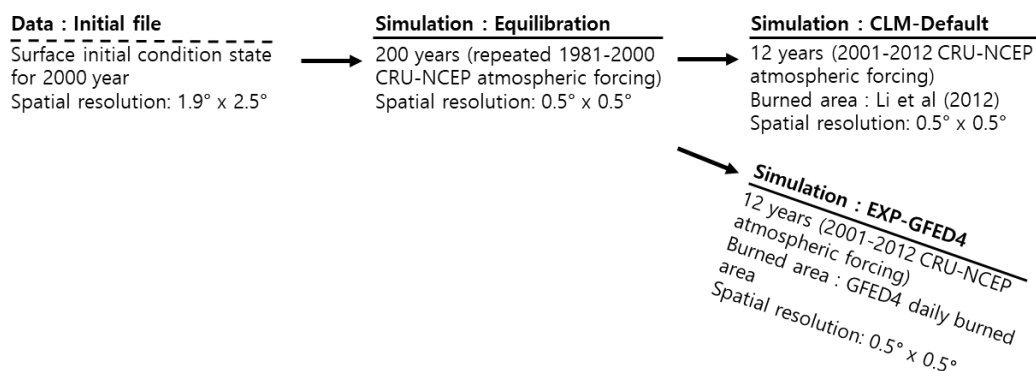 Data : Initial file
Surface initial condition state
for 2000 year
Spatial resolution: 1.9° x 2.5°
Simulation : Equilibration
200 years (repeated 1981-2000
CRU-NCEP atmospheric forcing)
Spatial resolution: 0.5° x 0.5°
Simulation : CLM-Default
12 years (2001-2012 CRU-NCEP
atmospheric forcing)
Burned area : Li et al (2012)
Spatial resolution: 0.5° x 0.5°
Simulation : EXP-GFED4
12 years (2001-2012 CRU-NCEP
atmospheric forcing)
Burned area : GFED4 daily burned
area
Spatial resolution: 0.5° x 0.5°